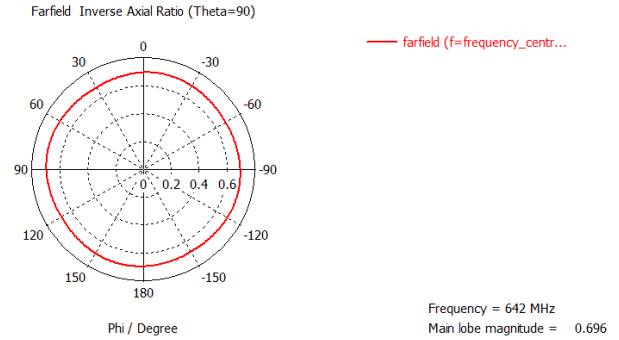 Farfield Inverse Axial Ratio (Theta=90)
farfield (f=frequency_centr...
0
30
-30
60
-60
90
0 0.2 0.4 0.6
-90
120
-120
150
-150
180
Phi / Degree
Frequency = 642 MHz
Main lobe magnitude = 0.696